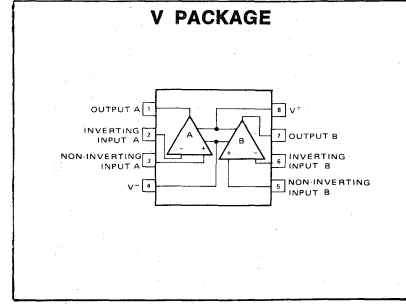 V PACKAGE
OUTPUT A 1
INVERTING
INPUT A
2
NON-INVERTING
INPUT A
3
V- 4
A
- +
B
+ -
8 V+
7 OUTPUT B
6 INVERTING
INPUT B
5 NON-INVERTING
INPUT B